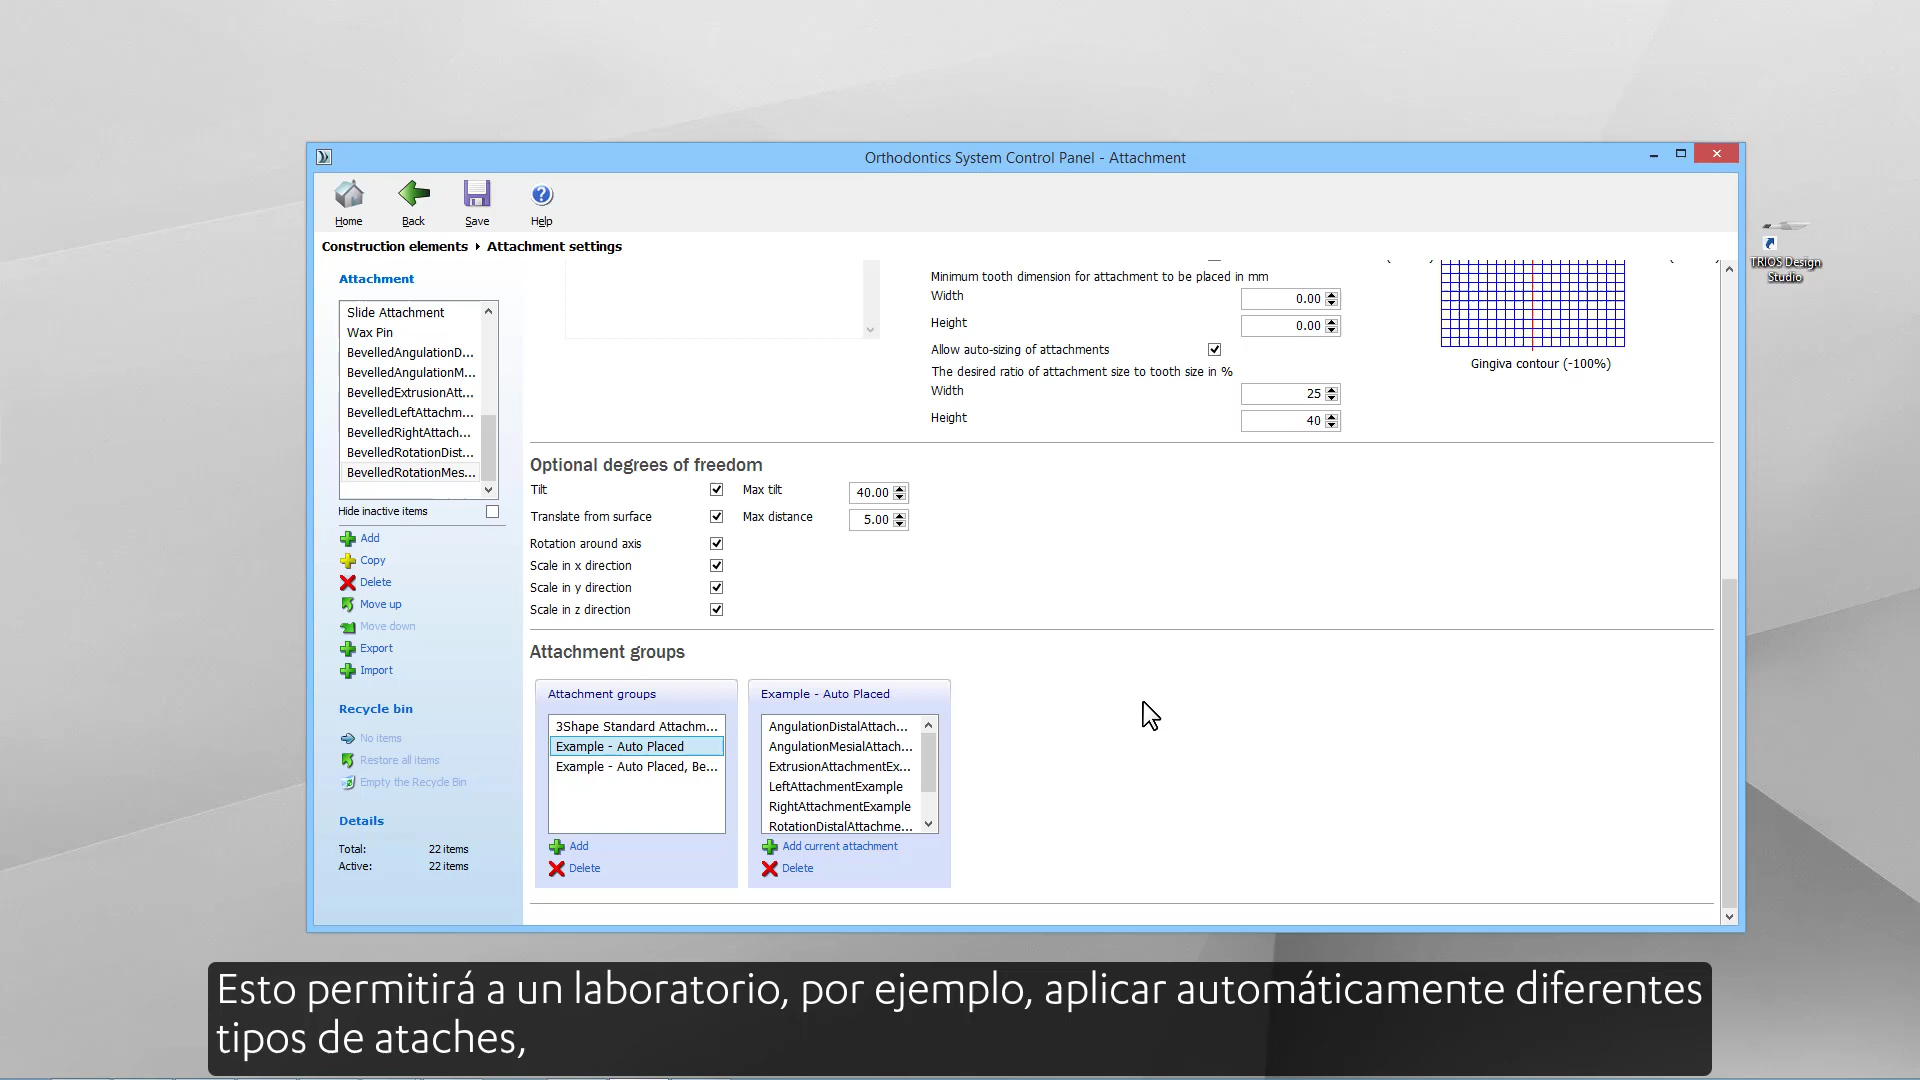 Orthodontics System Control Panel - Attachment
Home
Back
Save
Help
Construction elements
Attachment settings
TRIOS Design
Studio
Attachment
Slide Attachment
Wax Pin
BevelledAngulationD...
BevelledAngulationM...
BevelledExtrusionAtt...
BevelledLeftAttachm...
BevelledRightAttach...
BevelledRotationDist...
BevelledRotationMes...
Hide inactive items
Add
Copy
Delete
Move up
Move down
Export
Import
Recycle bin
No items
Restore all items
Empty the Recycle Bin
Details
Total: 22 items
Active: 22 items
Minimum tooth dimension for attachment to be placed in mm
Width 0.00
Height 0.00
Allow auto-sizing of attachments
The desired ratio of attachment size to tooth size in %
Width 25
Height 40
Gingiva contour (-100%)
Optional degrees of freedom
Tilt Max tilt 40.00
Translate from surface Max distance 5.00
Rotation around axis
Scale in x direction
Scale in y direction
Scale in z direction
Attachment groups
Attachment groups
3Shape Standard Attachm...
Example - Auto Placed
Example - Auto Placed, Be...
Add
Delete
Example - Auto Placed
AngulationDistalAttach...
AngulationMesialAttach...
ExtrusionAttachmentEx...
LeftAttachmentExample
RightAttachmentExample
RotationDistalAttachme...
Add current attachment
Delete
Esto permitirá a un laboratorio, por ejemplo, aplicar automáticamente diferentes
tipos de ataches,